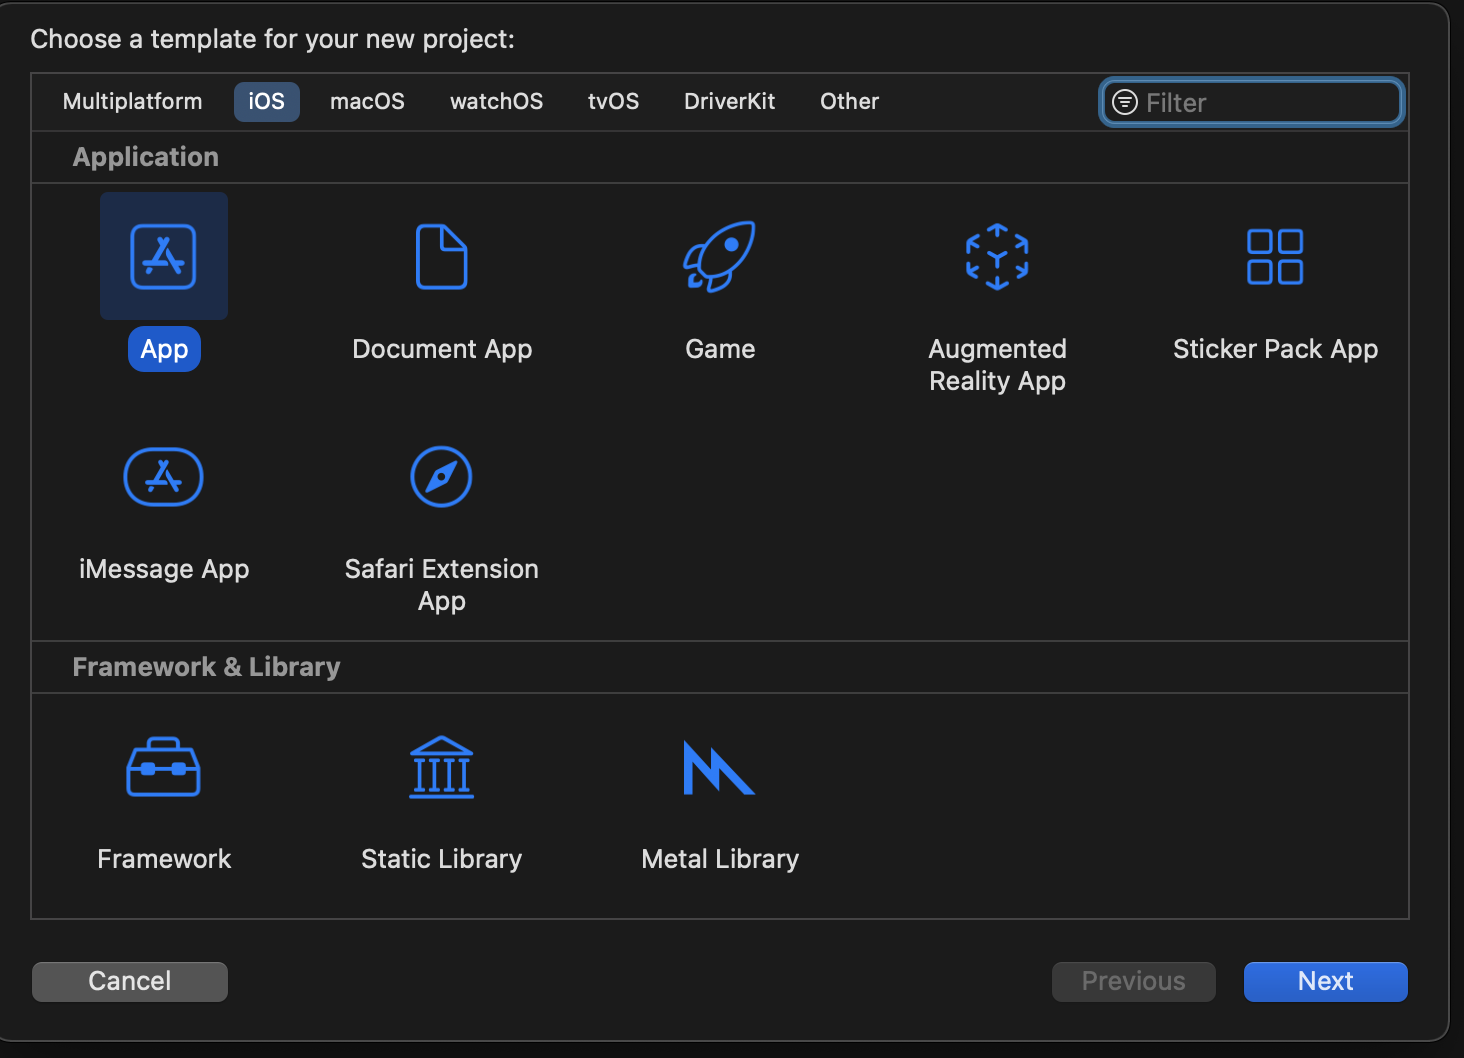 Choose a template for your new project:
Multiplatform iOS macOS watchOS tvOS DriverKit Other Filter
Application
App Document App Game Augmented Reality App Sticker Pack App
iMessage App Safari Extension App
Framework & Library
Framework Static Library Metal Library
Cancel Previous Next